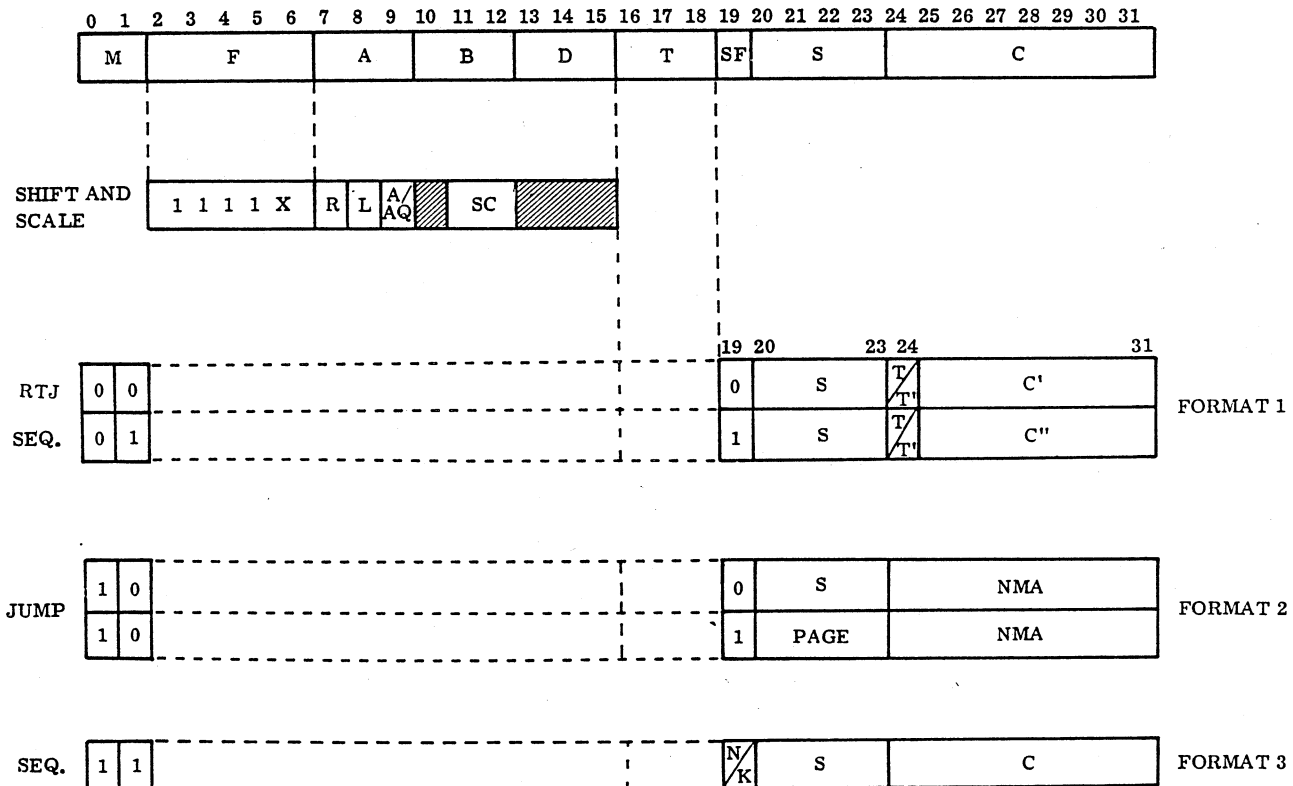 0 1 2 3 4 5 6 7 8 9 10 11 12 13 14 15 16 17 18 19 20 21 22 23 24 25 26 27 28 29 30 31
M F A B D T SF S C
SHIFT AND SCALE
1 1 1 1 X R L A/AQ SC
19 20 23 24 31
RTJ 0 0 0 S T/T' C'
SEQ. 0 1 1 S T/T' C"
FORMAT 1
JUMP
1 0 0 S NMA
1 0 1 PAGE NMA
FORMAT 2
SEQ. 1 1 N/K S C FORMAT 3